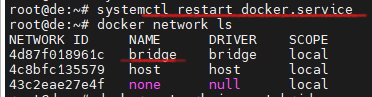 root@de:~# systemctl restart docker.service
root@de:~# docker network ls
NETWORK ID     NAME      DRIVER    SCOPE
4d87f018961c   bridge    bridge    local
4c8bfc135579   host      host      local
43c2eae27e4f   none      null      local